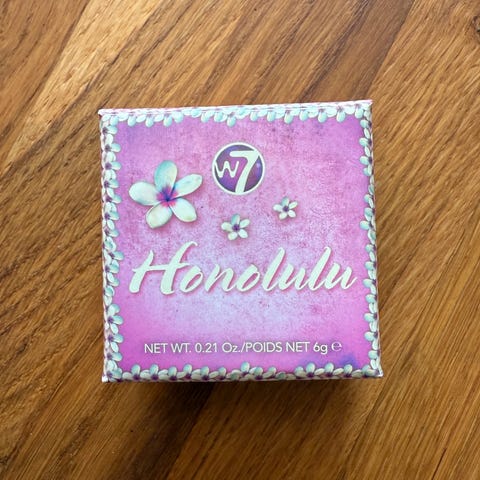 W7
Honolulu
NET WT. 0.21 Oz./POIDS NET 6g ℮